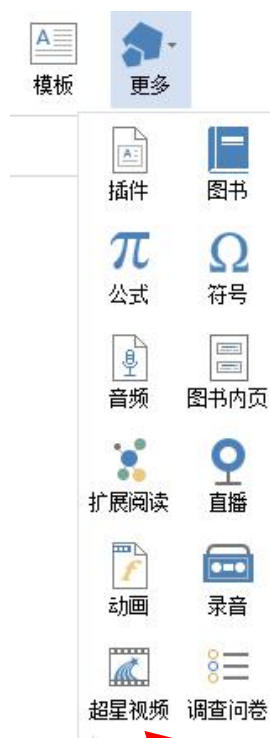 模板 更多
插件 图书
公式 符号
音频 图书内页
扩展阅读 直播
动画 录音
超星视频 调查问卷